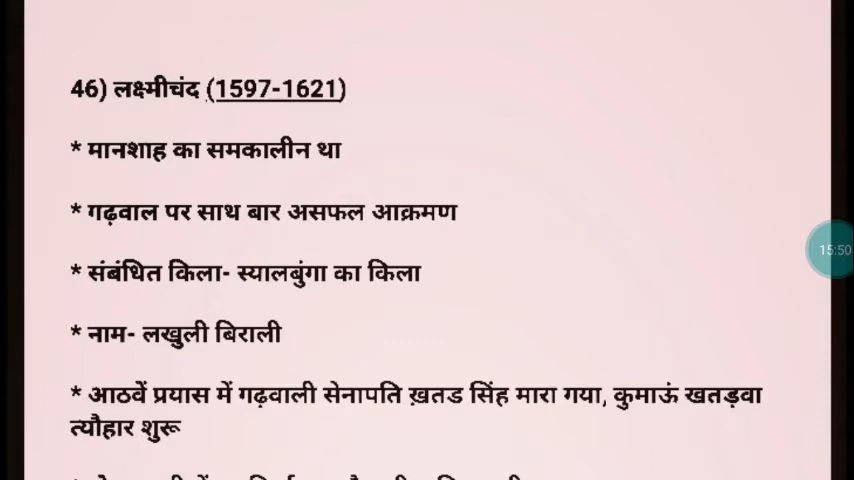 46) लक्ष्मीचंद (1597-1621)
* मानशाह का समकालीन था
* गढ़वाल पर साथ बार असफल आक्रमण
* संबंधित किला- स्यालबुंगा का किला
15:50
* नाम- लखुली बिराली
* आठवें प्रयास में गढ़वाली सेनापति ख़तड सिंह मारा गया, कुमाऊं खतड़वा
त्यौहार शुरू